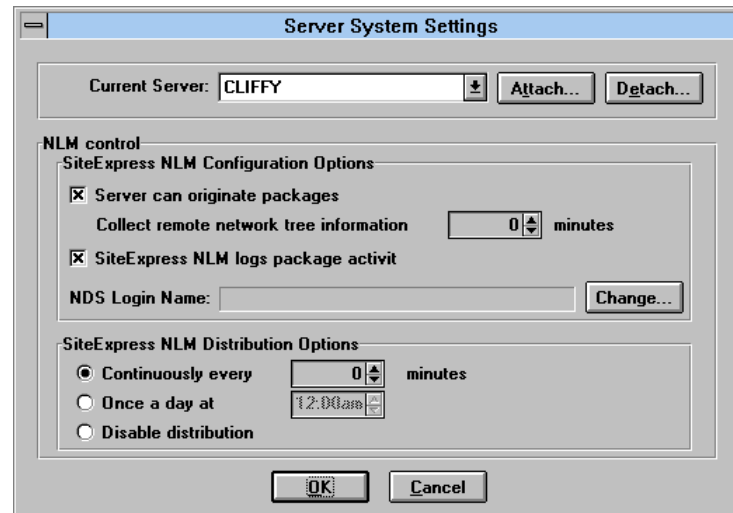 Server System Settings
Current Server: CLIFFY Attach... Detach...
NLM control
SiteExpress NLM Configuration Options
Server can originate packages
Collect remote network tree information 0 minutes
SiteExpress NLM logs package activit
NDS Login Name: Change...
SiteExpress NLM Distribution Options
Continuously every 0 minutes
Once a day at 12:00am
Disable distribution
OK Cancel